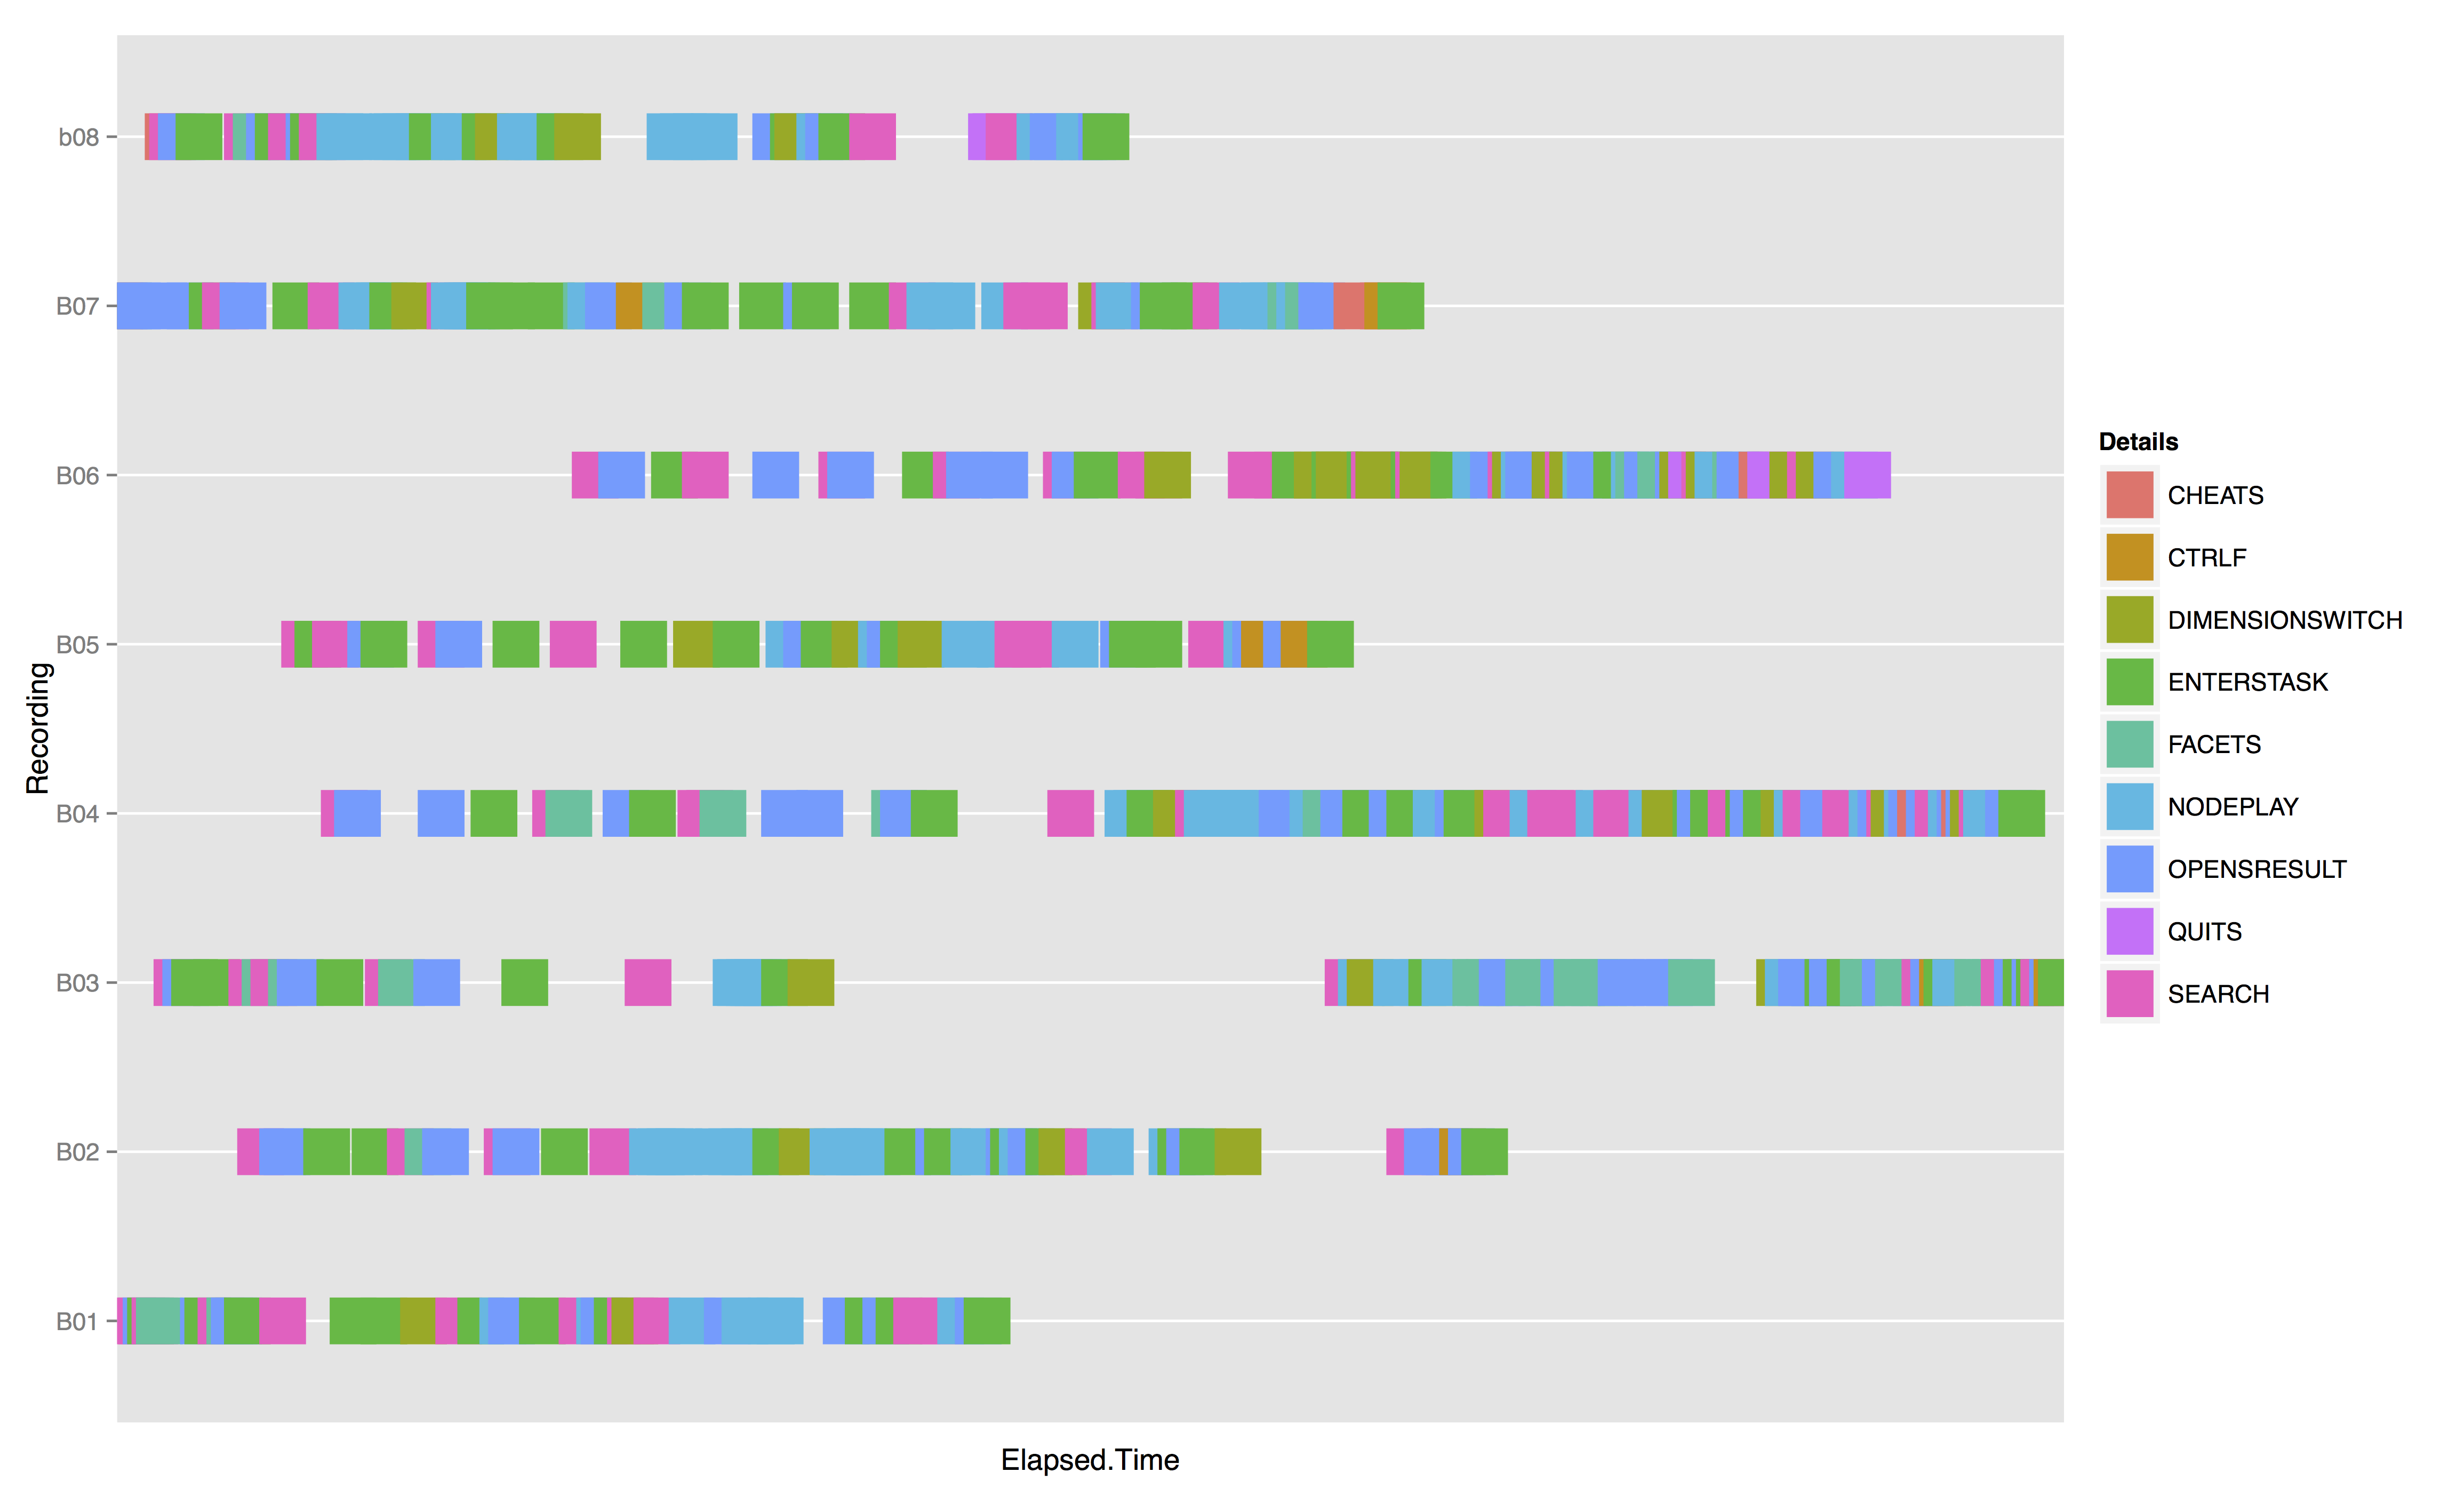 b08
B07
B06
B05
B04
B03
B02
B01
Recording
Elapsed.Time
Details
CHEATS
CTRLF
DIMENSIONSWITCH
ENTERSTASK
FACETS
NODEPLAY
OPENSRESULT
QUITS
SEARCH